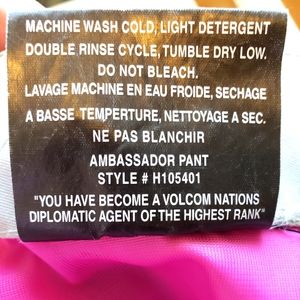 MACHINE WASH COLD, LIGHT DETERGENT
DOUBLE RINSE CYCLE, TUMBLE DRY LOW.
DO NOT BLEACH.
LAVAGE MACHINE EN EAU FROIDE, SECHAGE
A BASSE TEMPERTURE, NETTOYAGE A SEC.
NE PAS BLANCHIR
AMBASSADOR PANT
STYLE # H105401
"YOU HAVE BECOME A VOLCOM NATIONS
DIPLOMATIC AGENT OF THE HIGHEST RANK"